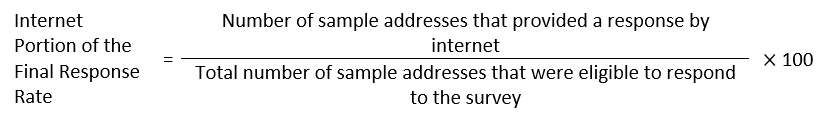 Internet
Portion of the
Final Response
Rate
=
Number of sample addresses that provided a response by
internet
Total number of sample addresses that were eligible to respond
to the survey
× 100